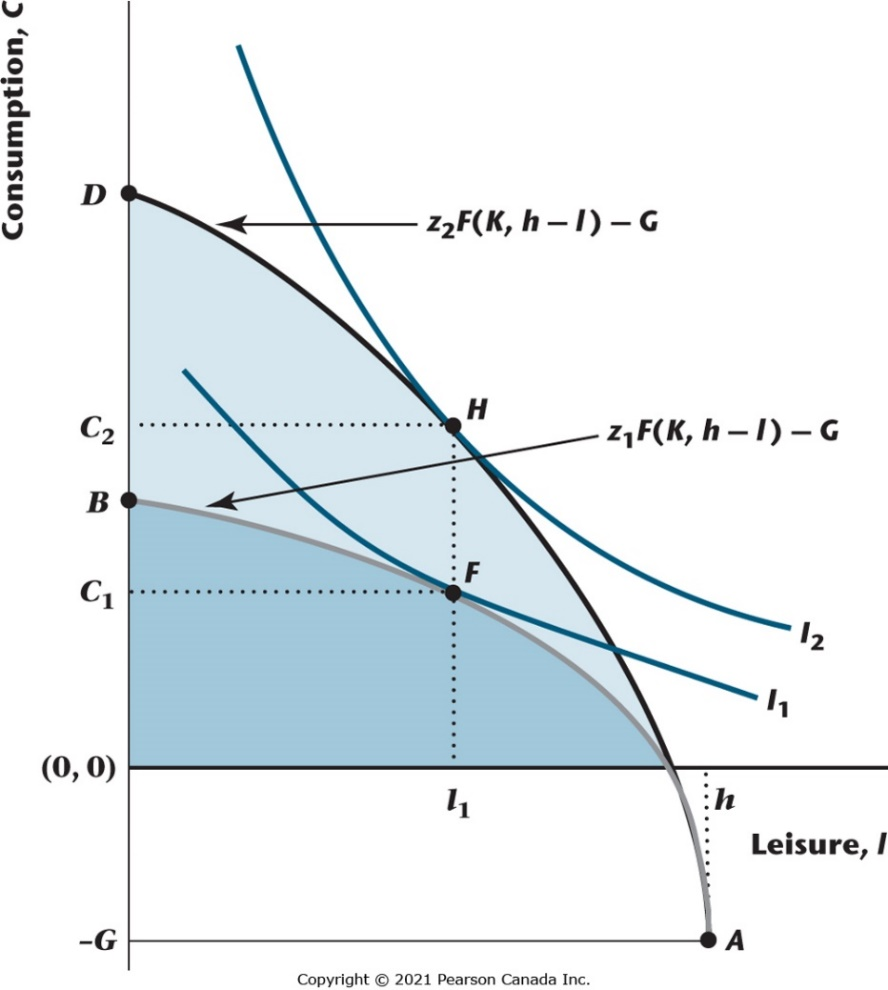 Consumption, C
D
z₂F(K, h – l) – G
H
C₂
z₁F(K, h – l) – G
B
F
C₁
I₂
I₁
(0, 0)
l₁
h
Leisure, l
–G
A
Copyright © 2021 Pearson Canada Inc.